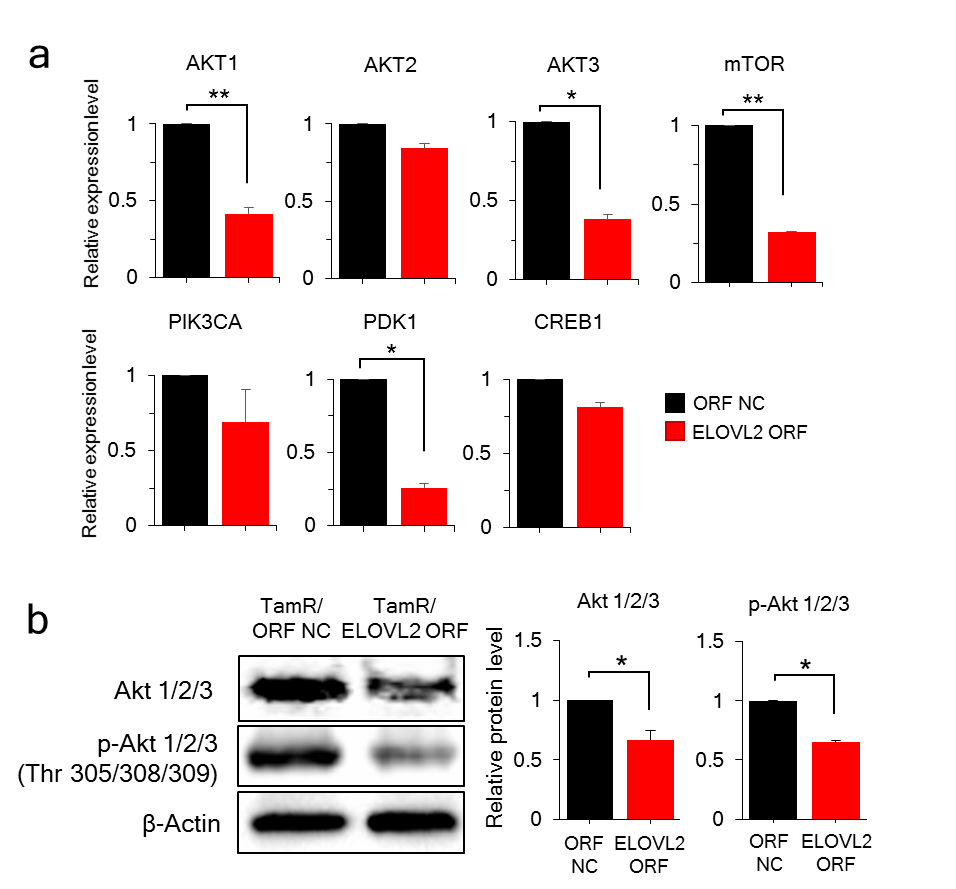 a
AKT1
AKT2
AKT3
mTOR
Relative expression level
**
*
**
1
0.5
0
1
0.5
0
1
0.5
0
1
0.5
0
PIK3CA
PDK1
CREB1
Relative expression level
*
1
0.5
0
1
0.5
0
1
0.5
0
ORF NC
ELOVL2 ORF
b
TamR/
ORF NC
TamR/
ELOVL2 ORF
Akt 1/2/3
p-Akt 1/2/3
(Thr 305/308/309)
β-Actin
Akt 1/2/3
p-Akt 1/2/3
Relative protein level
1.5
1
0.5
0
*
ORF
NC
ELOVL2
ORF
1.5
1
0.5
0
*
ORF
NC
ELOVL2
ORF